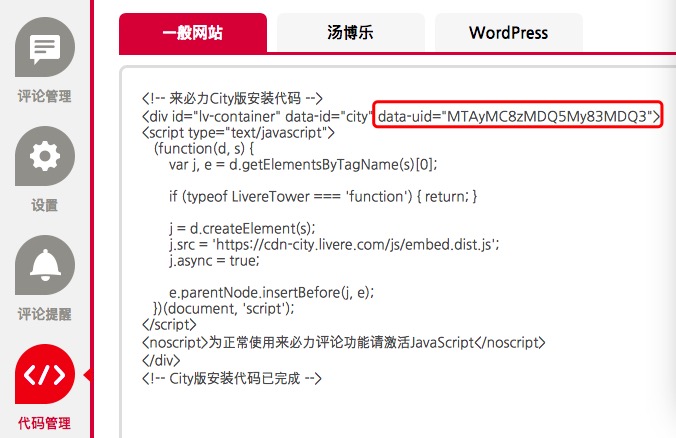 一般网站
汤博乐
WordPress
评论管理
设置
评论提醒
代码管理
<!-- 来必力City版安装代码 -->
<div id="lv-container" data-id="city" data-uid="MTAyMC8zMDQ5My83MDQ3">
<script type="text/javascript">
(function(d, s) {
var j, e = d.getElementsByTagName(s)[0];
if (typeof LivereTower === 'function') { return; }
j = d.createElement(s);
j.src = 'https://cdn-city.livere.com/js/embed.dist.js';
j.async = true;
e.parentNode.insertBefore(j, e);
})(document, 'script');
</script>
<noscript>为正常使用来必力评论功能请激活JavaScript</noscript>
</div>
<!-- City版安装代码已完成 -->